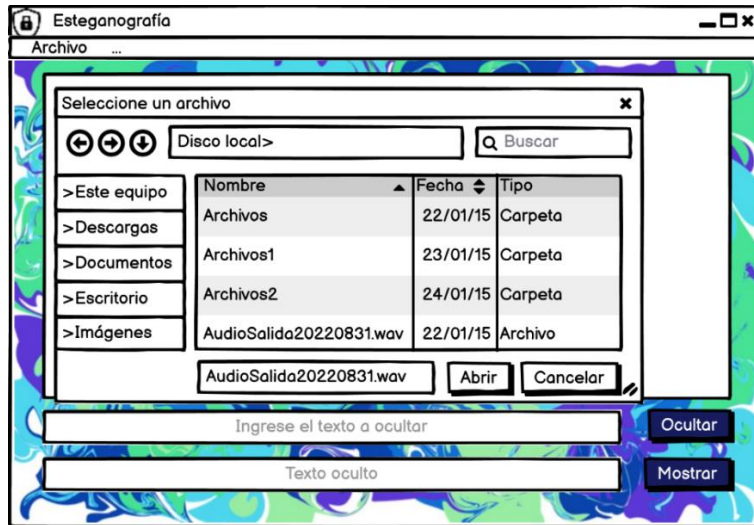 Esteganografía
Archivo ...
Seleccione un archivo
Disco local>
Buscar
>Este equipo
>Descargas
>Documentos
>Escritorio
>Imágenes
Nombre Fecha Tipo
Archivos 22/01/15 Carpeta
Archivos1 23/01/15 Carpeta
Archivos2 24/01/15 Carpeta
AudioSalida20220831.wav 22/01/15 Archivo
AudioSalida20220831.wav Abrir Cancelar
Ingrese el texto a ocultar Ocultar
Texto oculto Mostrar